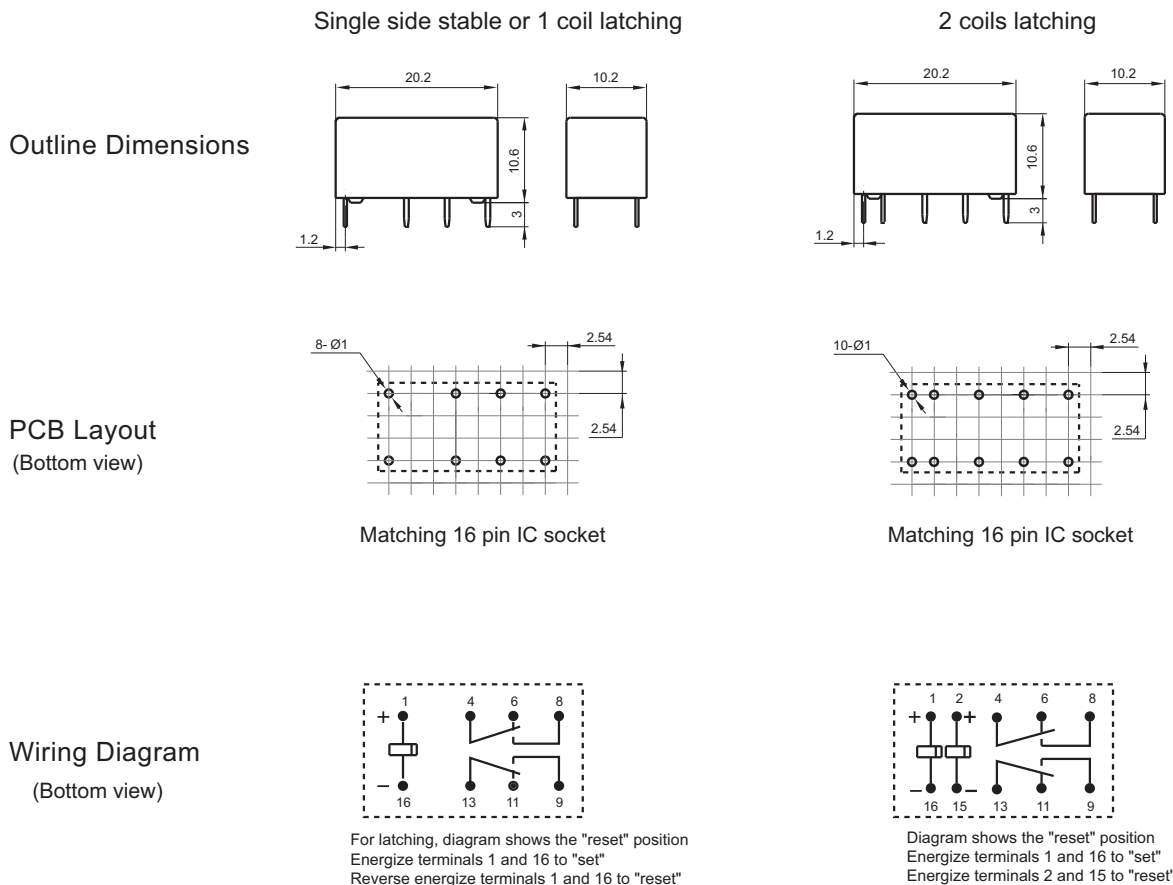 Single side stable or 1 coil latching
2 coils latching
Outline Dimensions
20.2
10.2
10.6
3
1.2
20.2
10.2
10.6
3
1.2
PCB Layout
(Bottom view)
8- Ø1
2.54
2.54
Matching 16 pin IC socket
10-Ø1
2.54
2.54
Matching 16 pin IC socket
Wiring Diagram
(Bottom view)
1 4 6 8
+
−
16 13 11 9
For latching, diagram shows the "reset" position
Energize terminals 1 and 16 to "set"
Reverse energize terminals 1 and 16 to "reset"
1 2 4 6 8
+ +
− −
16 15 13 11 9
Diagram shows the "reset" position
Energize terminals 1 and 16 to "set"
Energize terminals 2 and 15 to "reset"